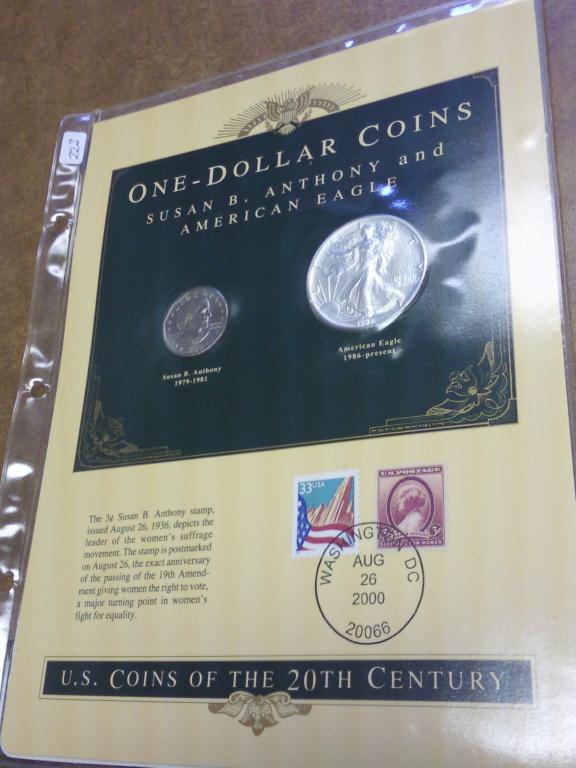 223
ONE-DOLLAR COINS
SUSAN B. ANTHONY and
AMERICAN EAGLE
Susan B. Anthony
1979-1981
American Eagle
1986-present
33USA
U.S. POSTAGE
3¢
The 3¢ Susan B. Anthony stamp,
issued August 26, 1936, depicts the
leader of the women's suffrage
movement. The stamp is postmarked
on August 26, the exact anniversary
of the passing of the 19th Amend-
ment giving women the right to vote,
a major turning point in women's
fight for equality.
WASHINGTON, DC
AUG
26
2000
20066
U.S. COINS OF THE 20TH CENTURY